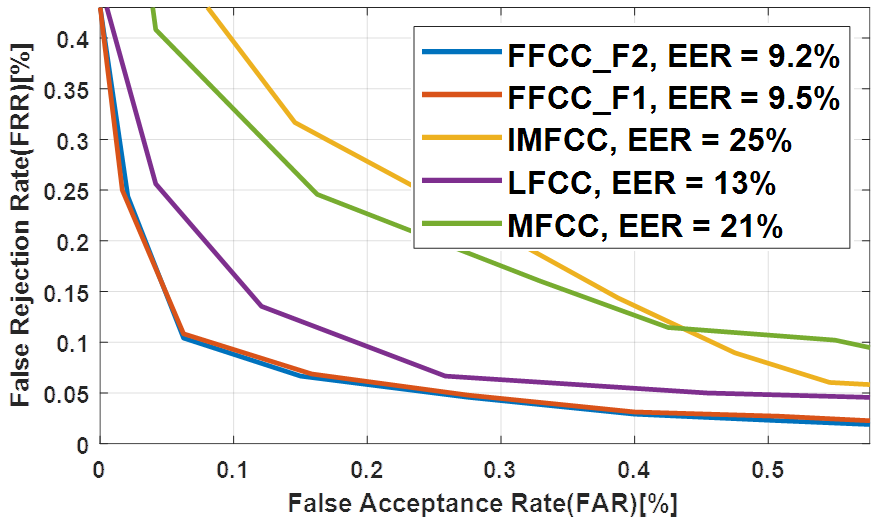 0.4
0.35
0.3
0.25
0.2
0.15
0.1
0.05
0
False Rejection Rate(FRR)[%]
FFCC_F2, EER = 9.2%
FFCC_F1, EER = 9.5%
IMFCC, EER = 25%
LFCC, EER = 13%
MFCC, EER = 21%
0 0.1 0.2 0.3 0.4 0.5
False Acceptance Rate(FAR)[%]